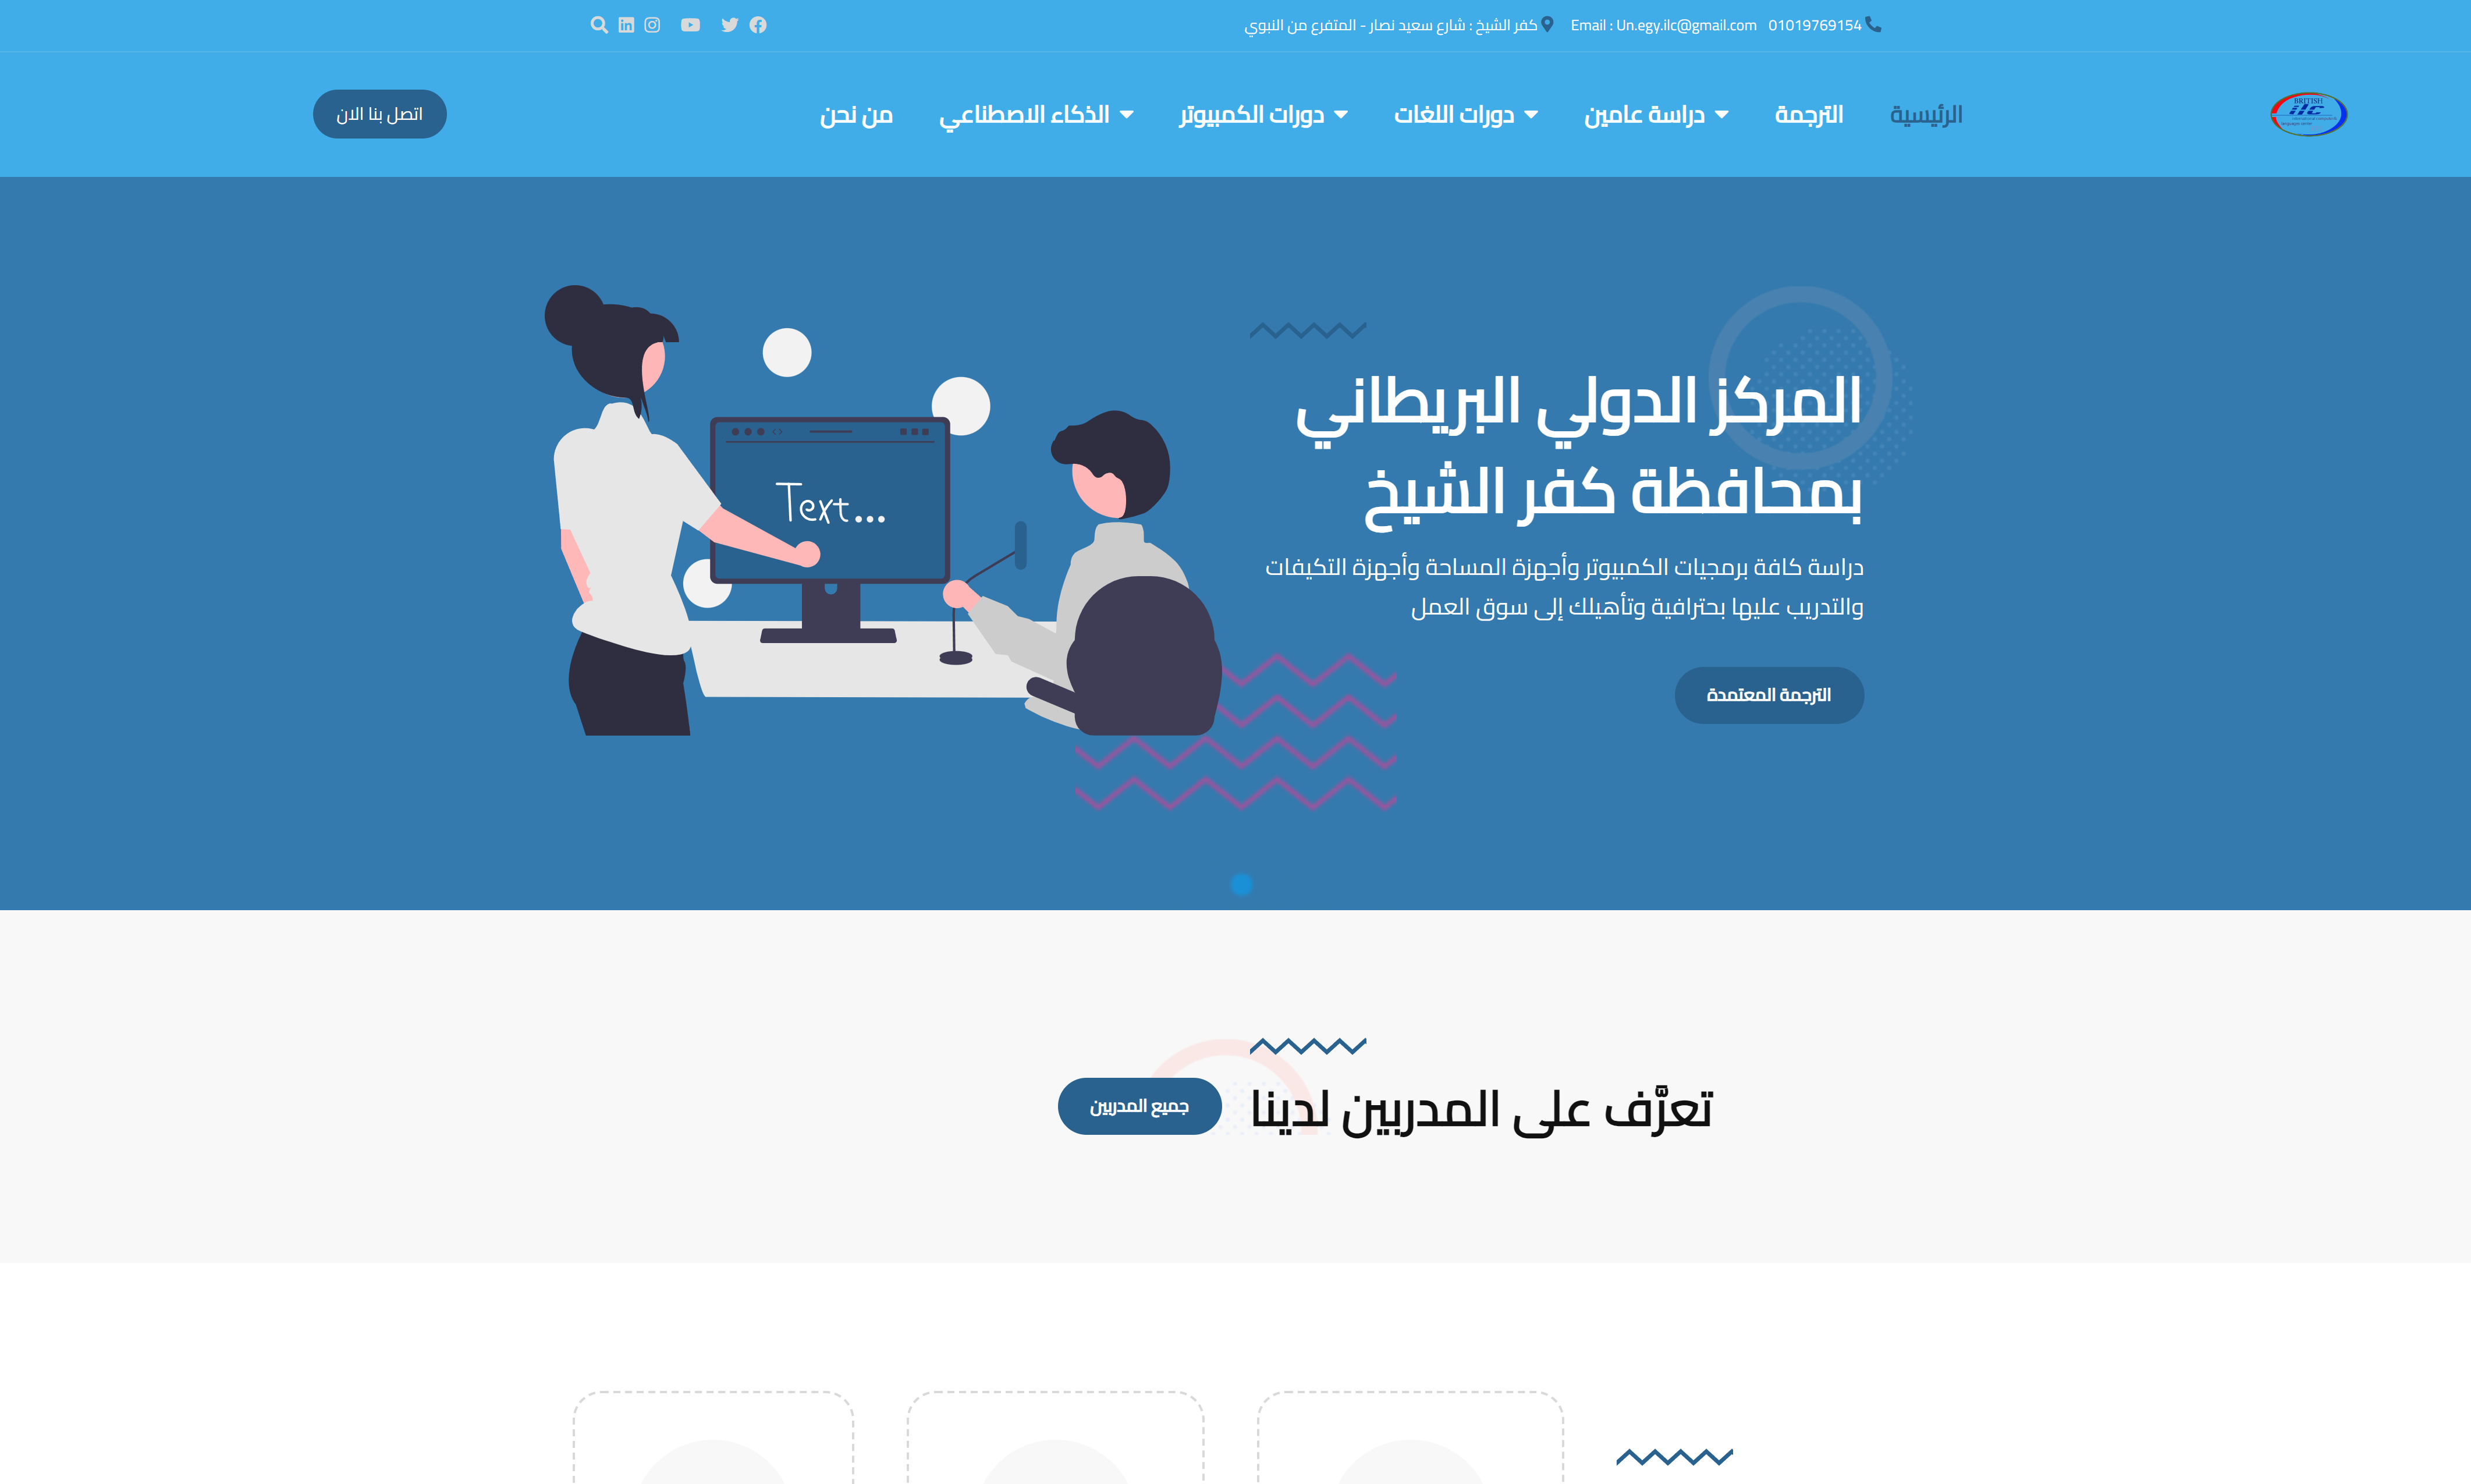 01019769154
Email : Un.egy.ilc@gmail.com
كفر الشيخ : شارع سعيد نصار - المتفرع من النبوي
BRITISH
ilc
الرئيسية
الترجمة
دراسة عامين
دورات اللغات
دورات الكمبيوتر
الذكاء الاصطناعي
من نحن
اتصل بنا الان
المركز الدولي البريطاني
بمحافظة كفر الشيخ
دراسة كافة برمجيات الكمبيوتر وأجهزة المساحة وأجهزة التكيفات
والتدريب عليها بحترافية وتأهيلك إلى سوق العمل
الترجمة المعتمدة
Text...
تعرَّف على المدربين لدينا
جميع المدربين